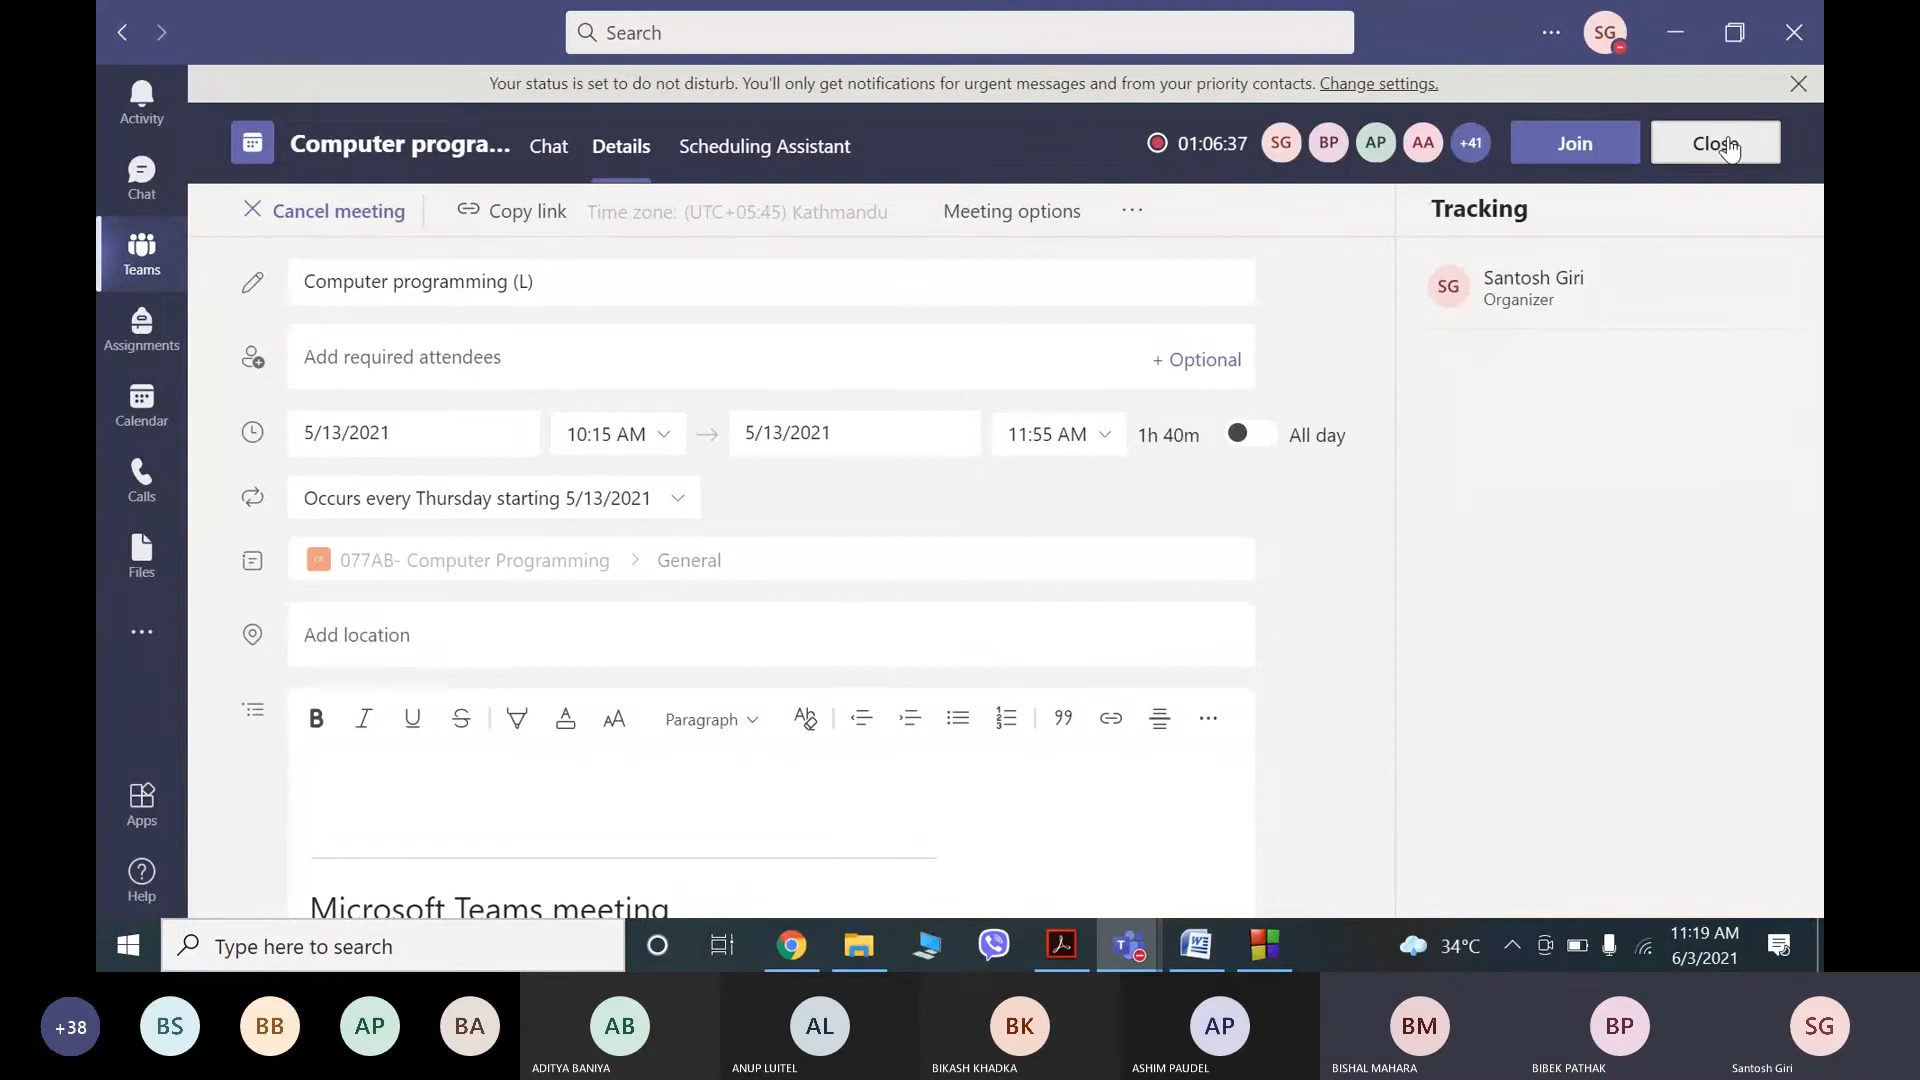 Search
SG
Your status is set to do not disturb. You'll only get notifications for urgent messages and from your priority contacts. Change settings.
Activity
Chat
Teams
Assignments
Calendar
Calls
Files
Apps
Help
Computer progra... Chat Details Scheduling Assistant
01:06:37 SG BP AP AA +41 Join Close
Cancel meeting Copy link Time zone: (UTC+05:45) Kathmandu Meeting options ...
Tracking
SG Santosh Giri
Organizer
Computer programming (L)
Add required attendees + Optional
5/13/2021 10:15 AM → 5/13/2021 11:55 AM 1h 40m All day
Occurs every Thursday starting 5/13/2021
077AB- Computer Programming > General
Add location
B I U S A AA Paragraph Ab 99 ...
Microsoft Teams meeting
Type here to search
34°C
11:19 AM
6/3/2021
+38 BS BB AP BA AB AL BK AP BM BP SG
ADITYA BANIYA ANUP LUITEL BIKASH KHADKA ASHIM PAUDEL BISHAL MAHARA BIBEK PATHAK Santosh Giri